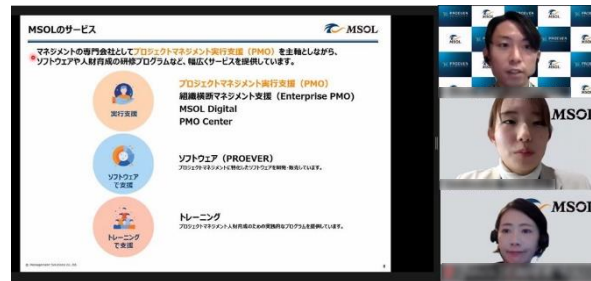 MSOLのサービス
MSOL
マネジメントの専門会社としてプロジェクトマネジメント実行支援（PMO）を主軸としながら、
ソフトウェアや人財育成の研修プログラムなど、幅広くサービスを提供しています。
実行支援
プロジェクトマネジメント実行支援（PMO）
組織横断マネジメント支援（Enterprise PMO）
MSOL Digital
PMO Center
ソフトウェア
で支援
ソフトウェア（PROEVER）
プロジェクトマネジメントに特化したソフトウェアを開発・販売しています。
トレーニング
で支援
トレーニング
プロジェクトマネジメント人財育成のための実践的なプログラムを提供しています。
PROEVER
MSOL
MSOL
MSOL